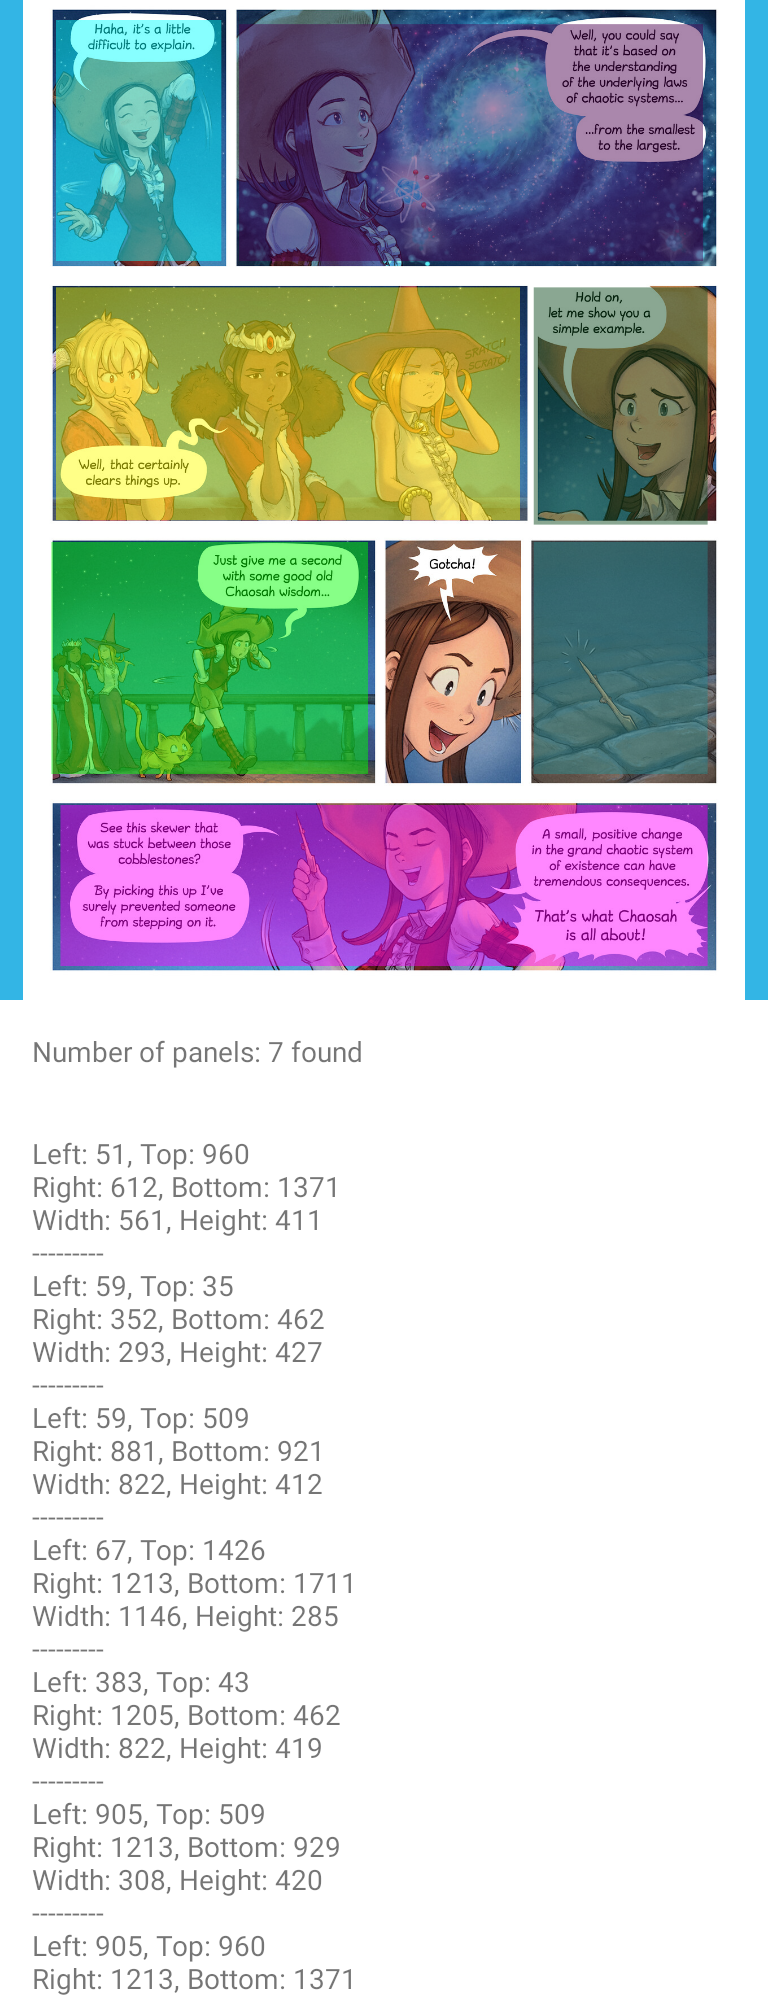 Haha, it's a little
difficult to explain.
Well, you could say
that it's based on
the understanding
of the underlying laws
of chaotic systems...
...from the smallest
to the largest.
SKRATCH
SCRATCH
Well, that certainly
clears things up.
Hold on,
let me show you a
simple example.
Just give me a second
with some good old
Chaosah wisdom...
Gotcha!
See this skewer that
was stuck between those
cobblestones?
By picking this up I've
surely prevented someone
from stepping on it.
A small, positive change
in the grand chaotic system
of existence can have
tremendous consequences.
That's what Chaosah
is all about!
Number of panels: 7 found
Left: 51, Top: 960
Right: 612, Bottom: 1371
Width: 561, Height: 411
---------
Left: 59, Top: 35
Right: 352, Bottom: 462
Width: 293, Height: 427
---------
Left: 59, Top: 509
Right: 881, Bottom: 921
Width: 822, Height: 412
---------
Left: 67, Top: 1426
Right: 1213, Bottom: 1711
Width: 1146, Height: 285
---------
Left: 383, Top: 43
Right: 1205, Bottom: 462
Width: 822, Height: 419
---------
Left: 905, Top: 509
Right: 1213, Bottom: 929
Width: 308, Height: 420
---------
Left: 905, Top: 960
Right: 1213, Bottom: 1371